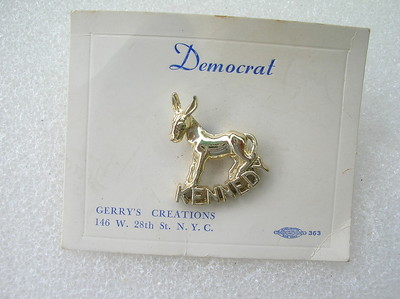 Democrat
KENNEDY
GERRY'S CREATIONS
146 W. 28th St. N. Y. C.
363